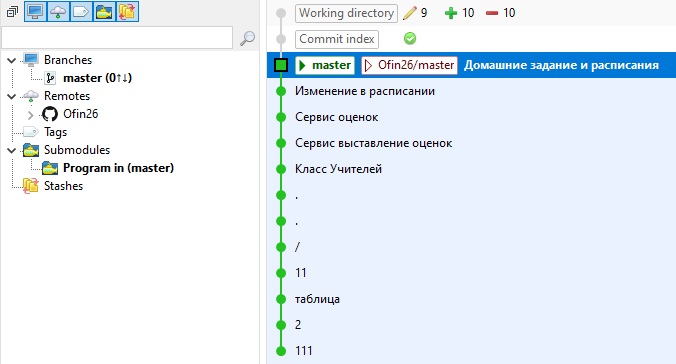 Branches
master (0↑↓)
Remotes
Ofin26
Tags
Submodules
Program in (master)
Stashes
Working directory 9 10 10
Commit index
master Ofin26/master Домашние задание и расписания
Изменение в расписании
Сервис оценок
Сервис выставление оценок
Класс Учителей
.
.
/
11
таблица
2
111